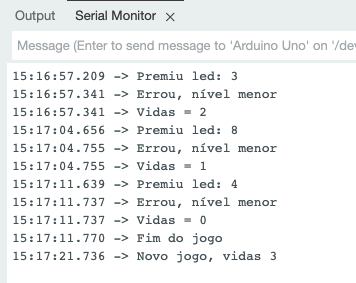 Output
Serial Monitor
Message (Enter to send message to 'Arduino Uno' on '/dev
15:16:57.209 -> Premiu led: 3
15:16:57.341 -> Errou, nível menor
15:16:57.341 -> Vidas = 2
15:17:04.656 -> Premiu led: 8
15:17:04.755 -> Errou, nível menor
15:17:04.755 -> Vidas = 1
15:17:11.639 -> Premiu led: 4
15:17:11.737 -> Errou, nível menor
15:17:11.737 -> Vidas = 0
15:17:11.770 -> Fim do jogo
15:17:21.736 -> Novo jogo, vidas 3